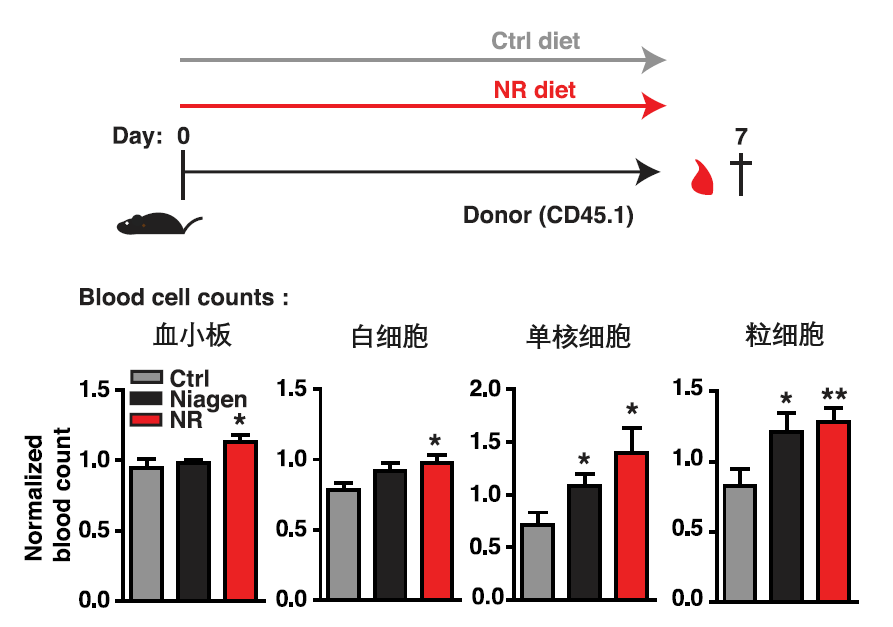 Ctrl diet
NR diet
Day: 0
7
Donor (CD45.1)
Blood cell counts :
血小板
白细胞
单核细胞
粒细胞
Normalized
blood count
1.5
1.0
0.5
0.0
Ctrl
Niagen
NR
*
1.5
1.0
0.5
0.0
*
2.0
1.5
1.0
0.5
0.0
*
*
1.5
1.0
0.5
0.0
*
**